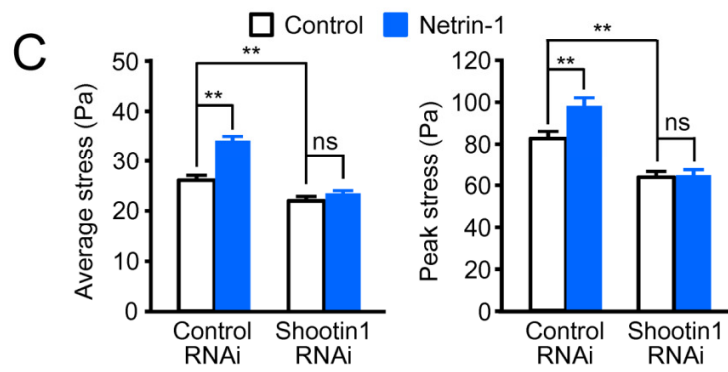 C
Control Netrin-1
Average stress (Pa)
50
40
30
20
10
0
**
**
ns
Control
RNAi
Shootin1
RNAi
Peak stress (Pa)
120
100
80
60
40
20
0
**
**
ns
Control
RNAi
Shootin1
RNAi